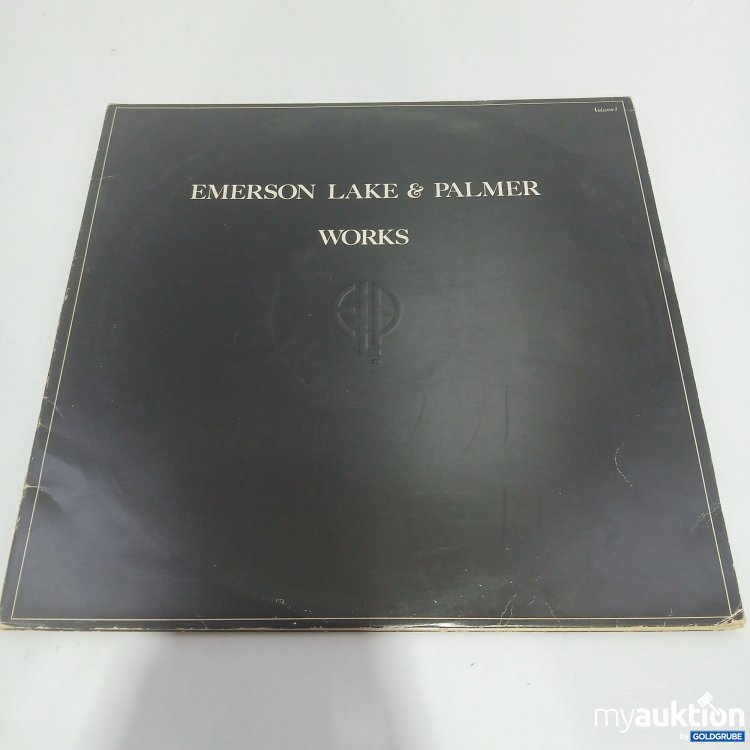 Volume 1
EMERSON LAKE & PALMER
WORKS
ELP
myauktion
by GOLDGRUBE